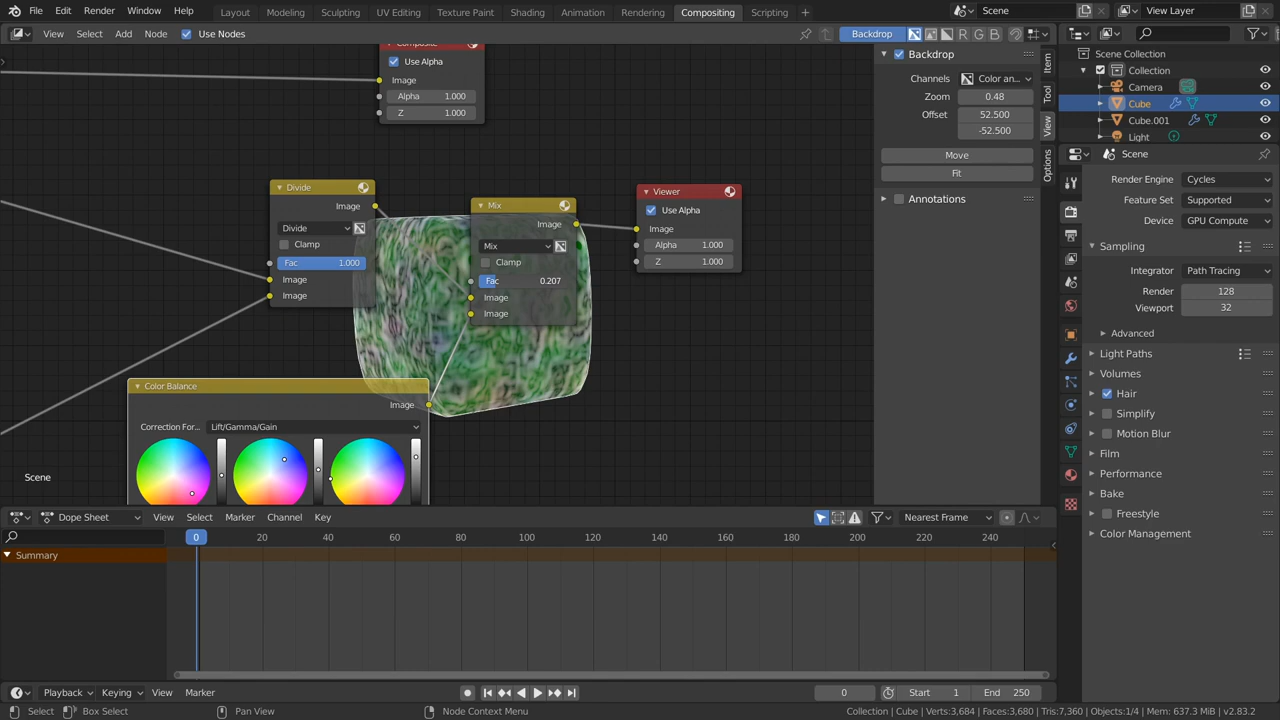 File Edit Render Window Help Layout Modeling Sculpting UV Editing Texture Paint Shading Animation Rendering Compositing Scripting Scene View Layer
View Select Add Node Use Nodes Backdrop R G B
Composite
Use Alpha
Image
Alpha 1.000
Z 1.000
Divide
Image
Divide
Clamp
Fac 1.000
Image
Image
Mix
Image
Mix
Clamp
Fac 0.207
Image
Image
Viewer
Use Alpha
Image
Alpha 1.000
Z 1.000
Color Balance
Image
Correction For... Lift/Gamma/Gain
Scene
Backdrop
Channels Color an...
Zoom 0.48
Offset 52.500
-52.500
Move
Fit
Annotations
Item
Tool
View
Options
Scene Collection
Collection
Camera
Cube
Cube.001
Light
Scene
Render Engine Cycles
Feature Set Supported
Device GPU Compute
Sampling
Integrator Path Tracing
Render 128
Viewport 32
Advanced
Light Paths
Volumes
Hair
Simplify
Motion Blur
Film
Performance
Bake
Freestyle
Color Management
Dope Sheet View Select Marker Channel Key Nearest Frame
0 20 40 60 80 100 120 140 160 180 200 220 240
Summary
Playback Keying View Marker 0 Start 1 End 250
Select Box Select Pan View Node Context Menu Collection | Cube | Verts:3,684 | Faces:3,680 | Tris:7,360 | Objects:1/4 | Mem: 637.3 MiB | v2.83.2